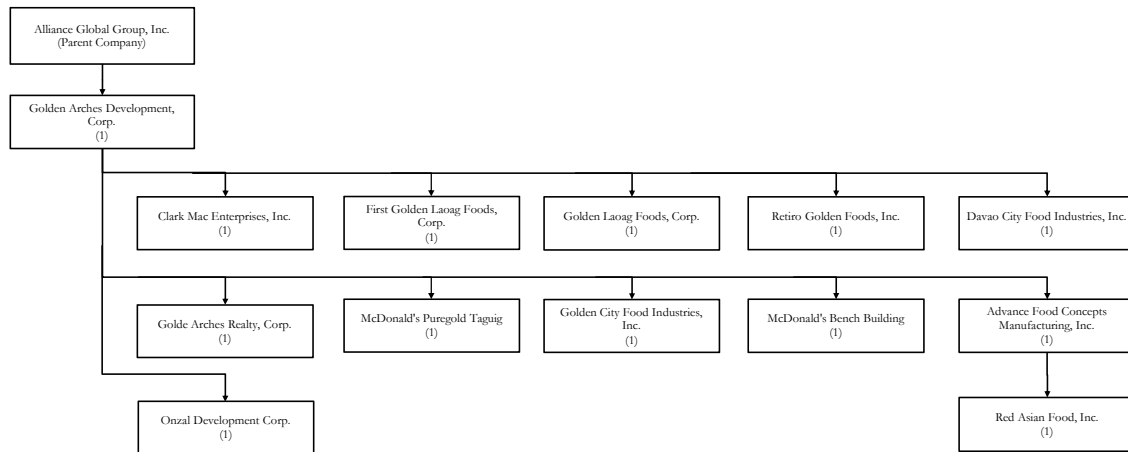 Alliance Global Group, Inc.
(Parent Company)
Golden Arches Development,
Corp.
(1)
Clark Mac Enterprises, Inc.
(1)
First Golden Laoag Foods,
Corp.
(1)
Golden Laoag Foods, Corp.
(1)
Retiro Golden Foods, Inc.
(1)
Davao City Food Industries, Inc.
(1)
Golde Arches Realty, Corp.
(1)
McDonald's Puregold Taguig
(1)
Golden City Food Industries,
Inc.
(1)
McDonald's Bench Building
(1)
Advance Food Concepts
Manufacturing, Inc.
(1)
Onzal Development Corp.
(1)
Red Asian Food, Inc.
(1)